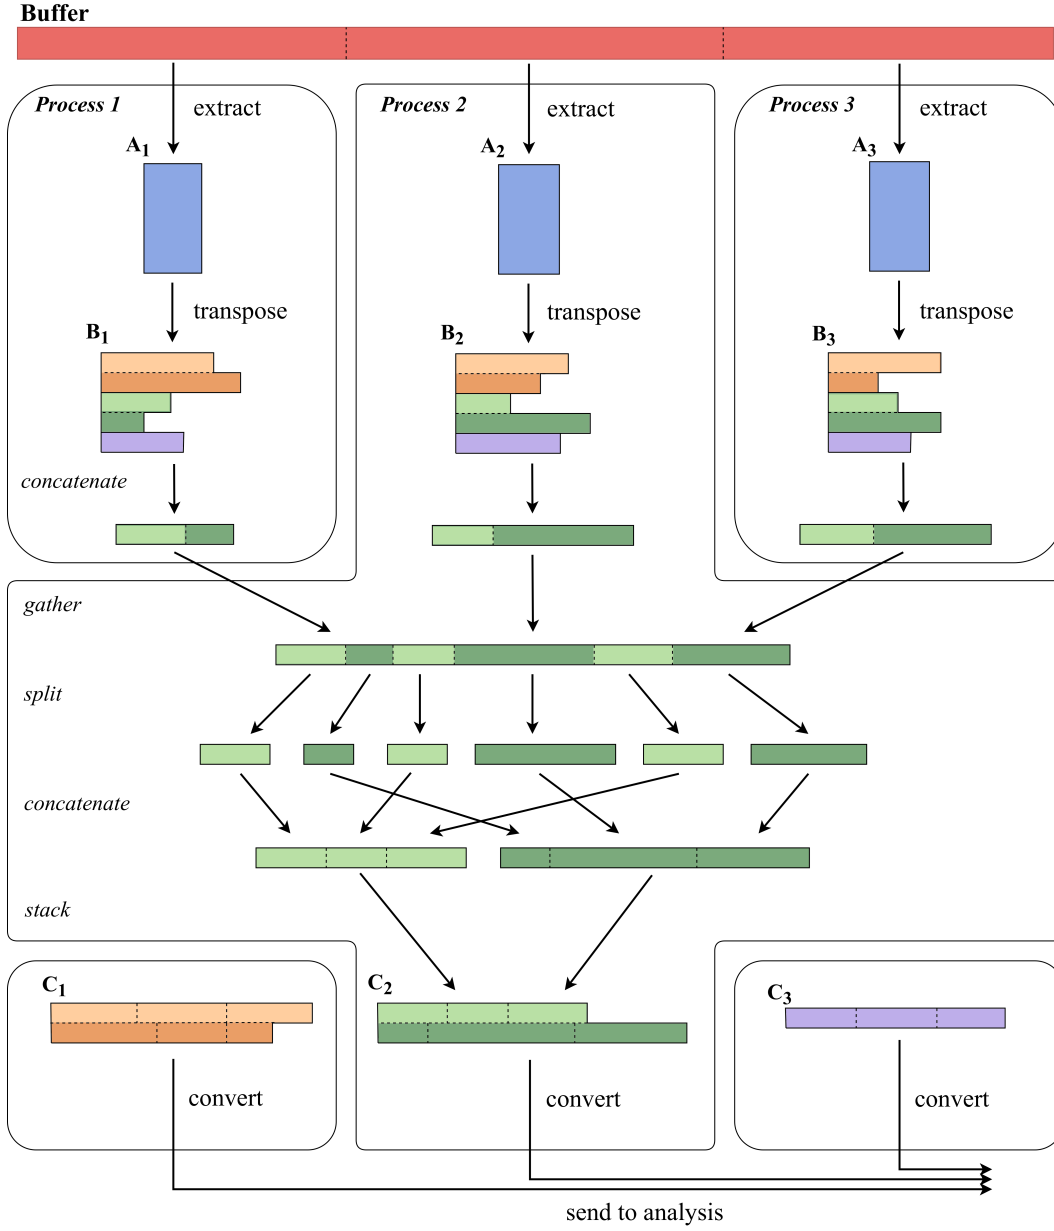 Buffer
Process 1
Process 2
Process 3
extract
extract
extract
A1
A2
A3
transpose
transpose
transpose
B1
B2
B3
concatenate
gather
split
concatenate
stack
C1
C2
C3
convert
convert
convert
send to analysis